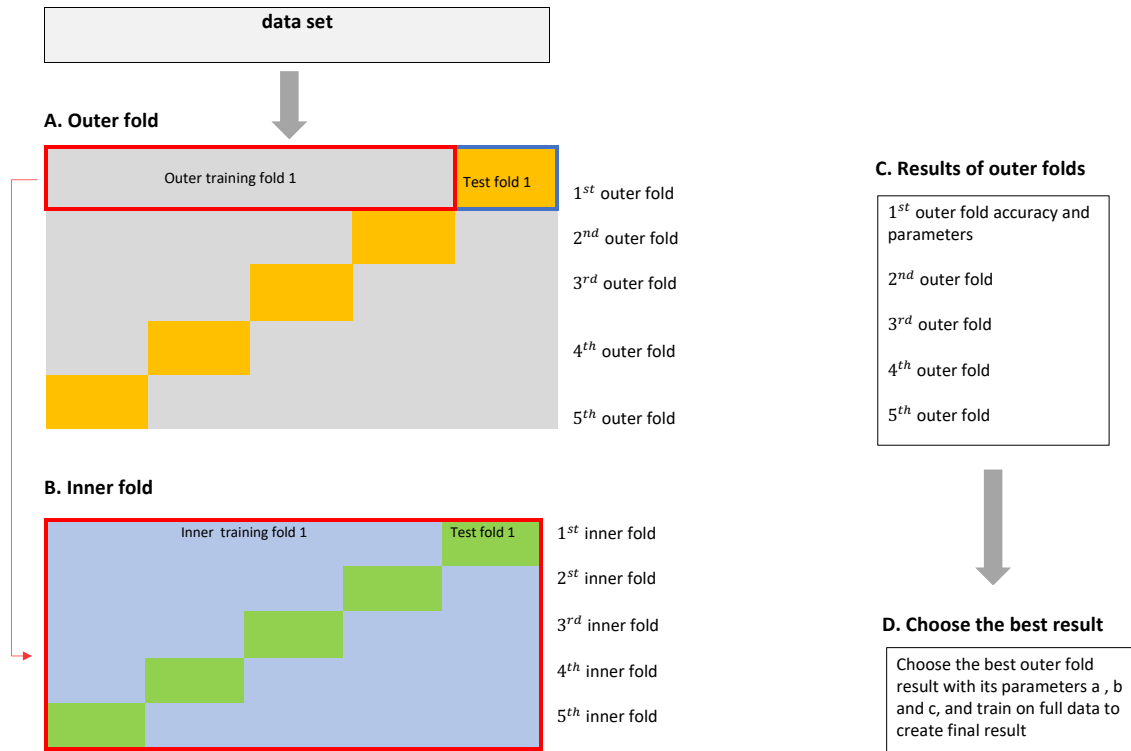 data set
A. Outer fold
Outer training fold 1
Test fold 1
1st outer fold
2nd outer fold
3rd outer fold
4th outer fold
5th outer fold
B. Inner fold
Inner training fold 1
Test fold 1
1st inner fold
2st inner fold
3rd inner fold
4th inner fold
5th inner fold
C. Results of outer folds
1st outer fold accuracy and
parameters
2nd outer fold
3rd outer fold
4th outer fold
5th outer fold
D. Choose the best result
Choose the best outer fold
result with its parameters a , b
and c, and train on full data to
create final result